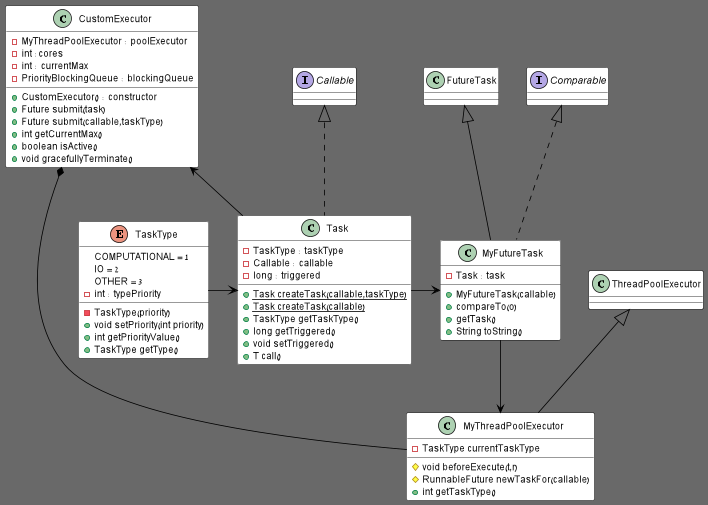 C CustomExecutor
MyThreadPoolExecutor : poolExecutor
int : cores
int : currentMax
PriorityBlockingQueue : blockingQueue
CustomExecutor() : constructor
Future submit(task)
Future submit(callable,taskType)
int getCurrentMax()
boolean isActive()
void gracefullyTerminate()
I Callable
C FutureTask
I Comparable
E TaskType
COMPUTATIONAL = 1
IO = 2
OTHER = 3
int : typePriority
TaskType(priority)
void setPriority(int priority)
int getPriorityValue()
TaskType getType()
C Task
TaskType : taskType
Callable : callable
long : triggered
Task createTask(callable,taskType)
Task createTask(callable)
TaskType getTaskType()
long getTriggered()
void setTriggered()
T call()
C MyFutureTask
Task : task
MyFutureTask(callable)
compareTo(O)
getTask()
String toString()
C ThreadPoolExecutor
C MyThreadPoolExecutor
TaskType currentTaskType
void beforeExecute(t,r)
RunnableFuture newTaskFor(callable)
int getTaskType()